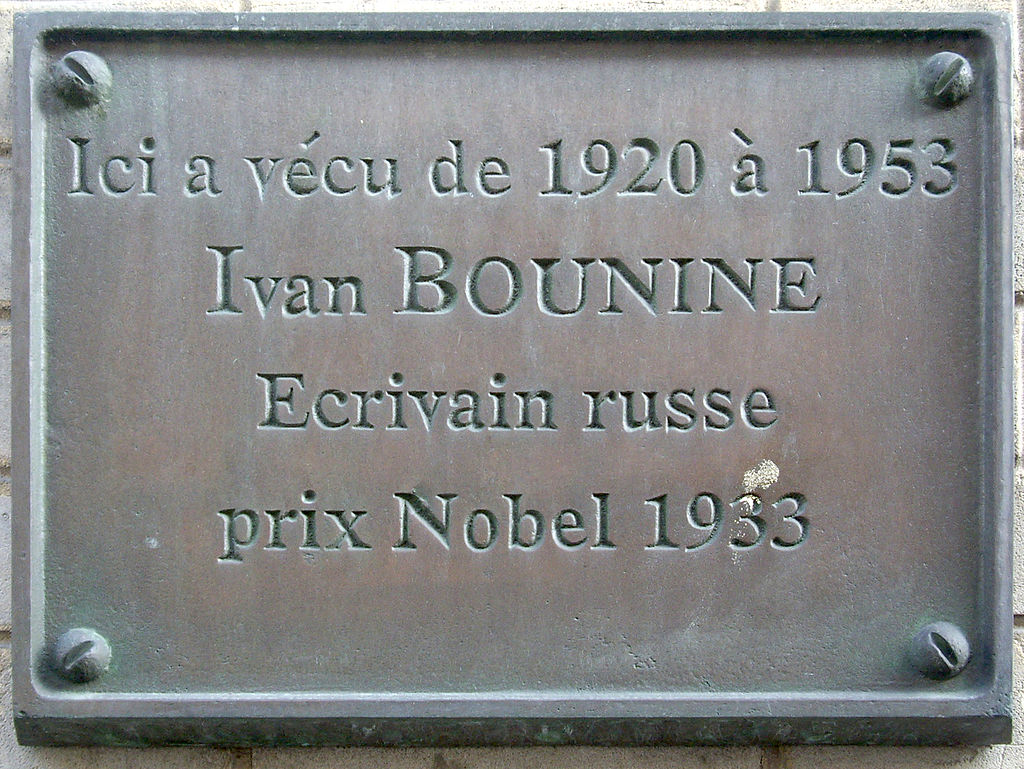 Ici a vécu de 1920 à 1953
Ivan BOUNINE
Ecrivain russe
prix Nobel 1933